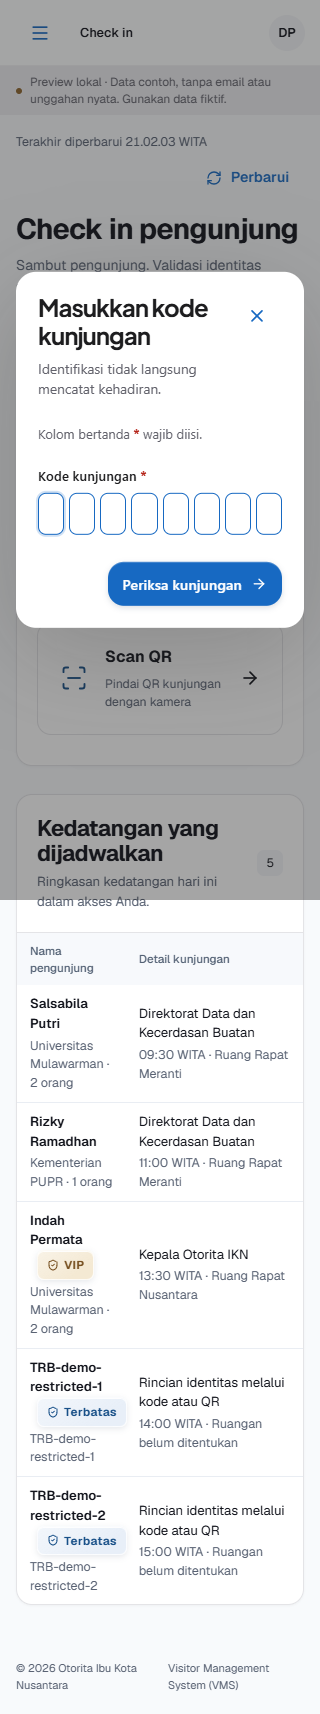 Check in
DP
Preview lokal · Data contoh, tanpa email atau
unggahan nyata. Gunakan data fiktif.
Terakhir diperbarui 21.02.03 WITA
Perbarui
Check in pengunjung
Sambut pengunjung. Validasi identitas
Masukkan kode
kunjungan
Identifikasi tidak langsung
mencatat kehadiran.
Kolom bertanda * wajib diisi.
Kode kunjungan *
Periksa kunjungan
Scan QR
Pindai QR kunjungan
dengan kamera
Kedatangan yang
dijadwalkan
5
Ringkasan kedatangan hari ini
dalam akses Anda.
Nama
pengunjung
Detail kunjungan
Salsabila
Putri
Universitas
Mulawarman ·
2 orang
Direktorat Data dan
Kecerdasan Buatan
09:30 WITA · Ruang Rapat
Meranti
Rizky
Ramadhan
Kementerian
PUPR · 1 orang
Direktorat Data dan
Kecerdasan Buatan
11:00 WITA · Ruang Rapat
Meranti
Indah
Permata
VIP
Universitas
Mulawarman ·
2 orang
Kepala Otorita IKN
13:30 WITA · Ruang Rapat
Nusantara
TRB-demo-
restricted-1
Terbatas
TRB-demo-
restricted-1
Rincian identitas melalui
kode atau QR
14:00 WITA · Ruangan
belum ditentukan
TRB-demo-
restricted-2
Terbatas
TRB-demo-
restricted-2
Rincian identitas melalui
kode atau QR
15:00 WITA · Ruangan
belum ditentukan
© 2026 Otorita Ibu Kota
Nusantara
Visitor Management
System (VMS)